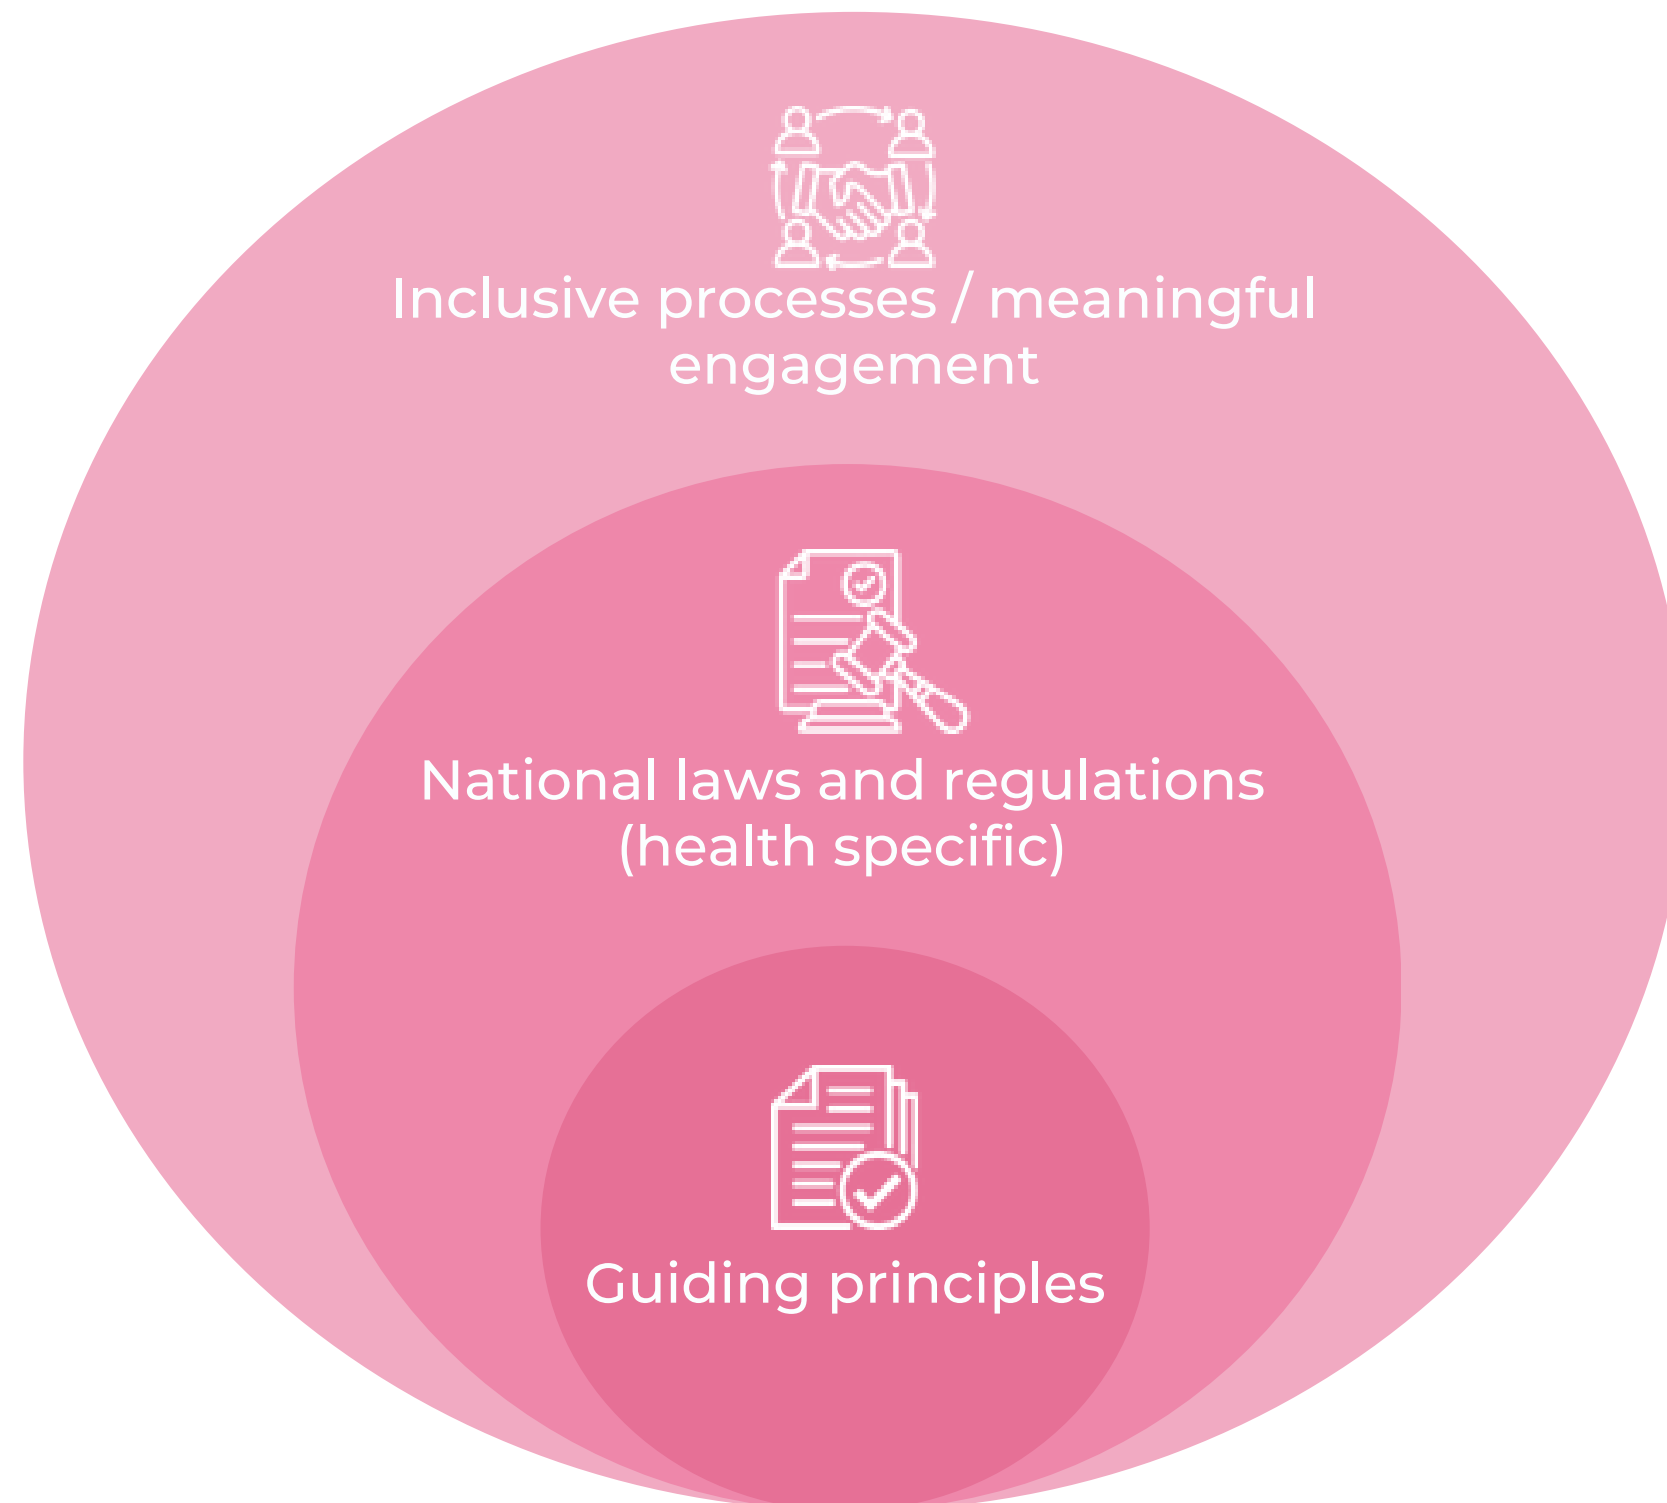 Inclusive processes / meaningful
engagement
National laws and regulations
(health specific)
Guiding principles